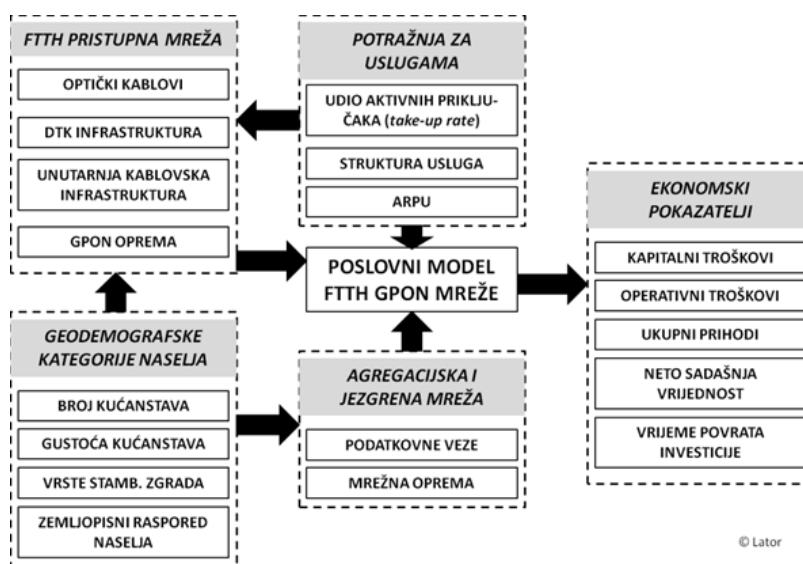 FTTH PRISTUPNA MREŽA
OPTIČKI KABLOVI
DTK INFRASTRUKTURA
UNUTARNJA KABLOVSKA
INFRASTRUKTURA
GPON OPREMA
POTRAŽNJA ZA
USLUGAMA
UDIO AKTIVNIH PRIKLJU-
ČAKA (take-up rate)
STRUKTURA USLUGA
ARPU
POSLOVNI MODEL
FTTH GPON MREŽE
GEODEMOGRAFSKE
KATEGORIJE NASELJA
BROJ KUĆANSTAVA
GUSTOĆA KUĆANSTAVA
VRSTE STAMB. ZGRADA
ZEMLJOPISNI RASPORED
NASELJA
AGREGACIJSKA I
JEZGRENA MREŽA
PODATKOVNE VEZE
MREŽNA OPREMA
EKONOMSKI
POKAZATELJI
KAPITALNI TROŠKOVI
OPERATIVNI TROŠKOVI
UKUPNI PRIHODI
NETO SADAŠNJA
VRIJEDNOST
VRIJEME POVRATA
INVESTICIJE
© Lator